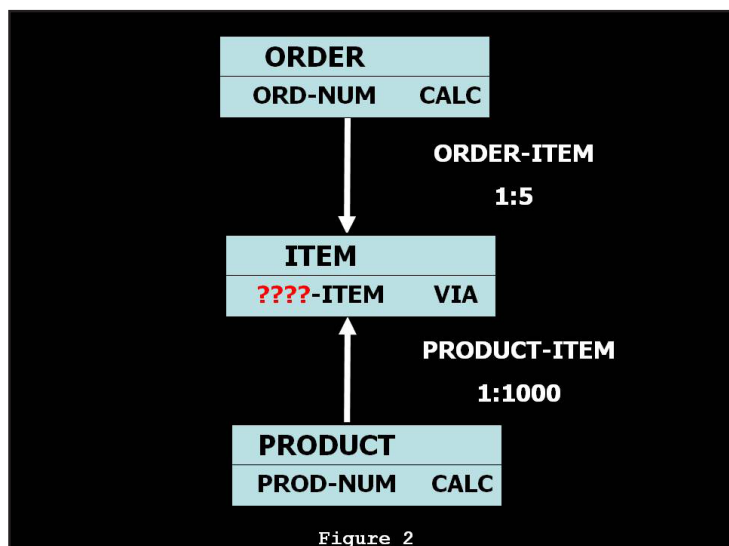 ORDER
ORD-NUM CALC
ORDER-ITEM
1:5
ITEM
????-ITEM VIA
PRODUCT-ITEM
1:1000
PRODUCT
PROD-NUM CALC
Figure 2